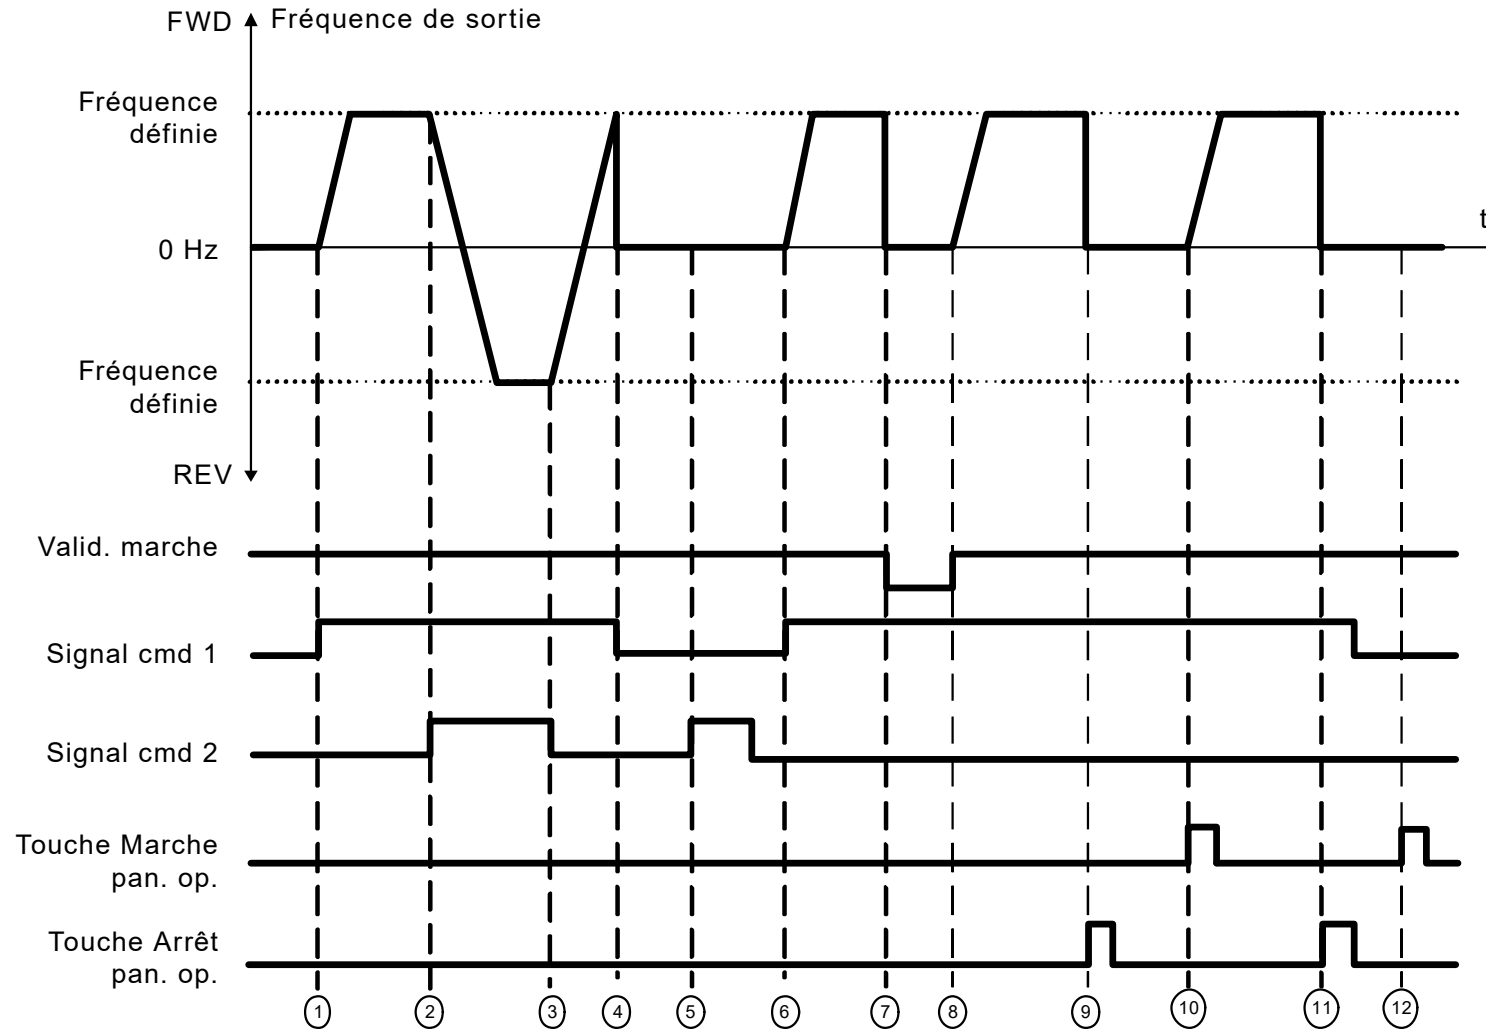 FWD
Fréquence de sortie
Fréquence
définie
0 Hz
t
Fréquence
définie
REV
Valid. marche
Signal cmd 1
Signal cmd 2
Touche Marche
pan. op.
Touche Arrêt
pan. op.
1 2 3 4 5 6 7 8 9 10 11 12